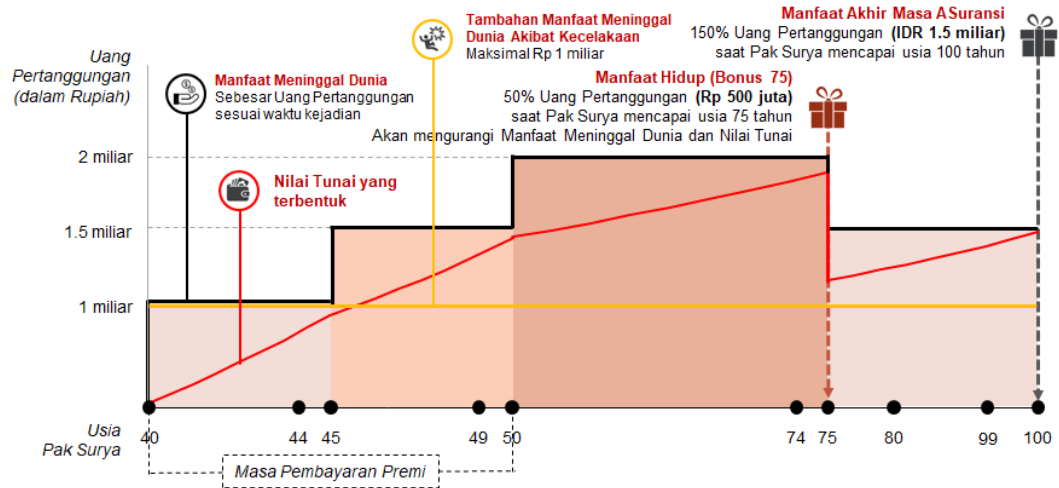 Uang
Pertanggungan
(dalam Rupiah)
Manfaat Meninggal Dunia
Sebesar Uang Pertanggungan
sesuai waktu kejadian
Nilai Tunai yang
terbentuk
Tambahan Manfaat Meninggal
Dunia Akibat Kecelakaan
Maksimal Rp 1 miliar
Manfaat Akhir Masa ASuransi
150% Uang Pertanggungan (IDR 1.5 miliar)
saat Pak Surya mencapai usia 100 tahun
Manfaat Hidup (Bonus 75)
50% Uang Pertanggungan (Rp 500 juta)
saat Pak Surya mencapai usia 75 tahun
Akan mengurangi Manfaat Meninggal Dunia dan Nilai Tunai
2 miliar
1.5 miliar
1 miliar
Usia
Pak Surya
40 44 45 49 50 74 75 80 99 100
Masa Pembayaran Premi